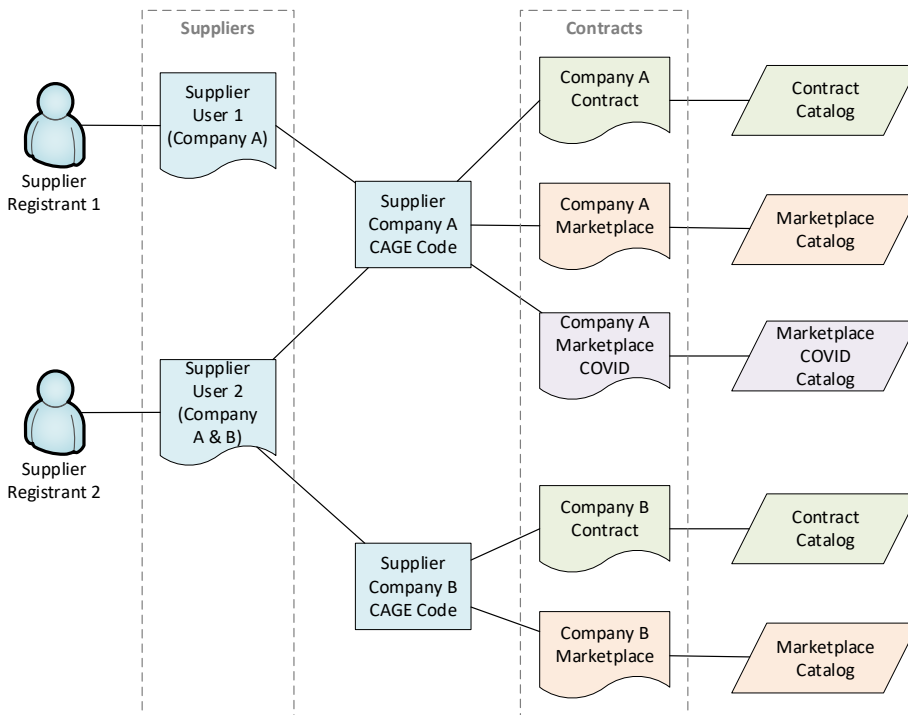 Suppliers
Contracts
Supplier
Registrant 1
Supplier
User 1
(Company A)
Supplier
Company A
CAGE Code
Company A
Contract
Contract
Catalog
Company A
Marketplace
Marketplace
Catalog
Company A
Marketplace
COVID
Marketplace
COVID
Catalog
Supplier
Registrant 2
Supplier
User 2
(Company
A & B)
Supplier
Company B
CAGE Code
Company B
Contract
Contract
Catalog
Company B
Marketplace
Marketplace
Catalog